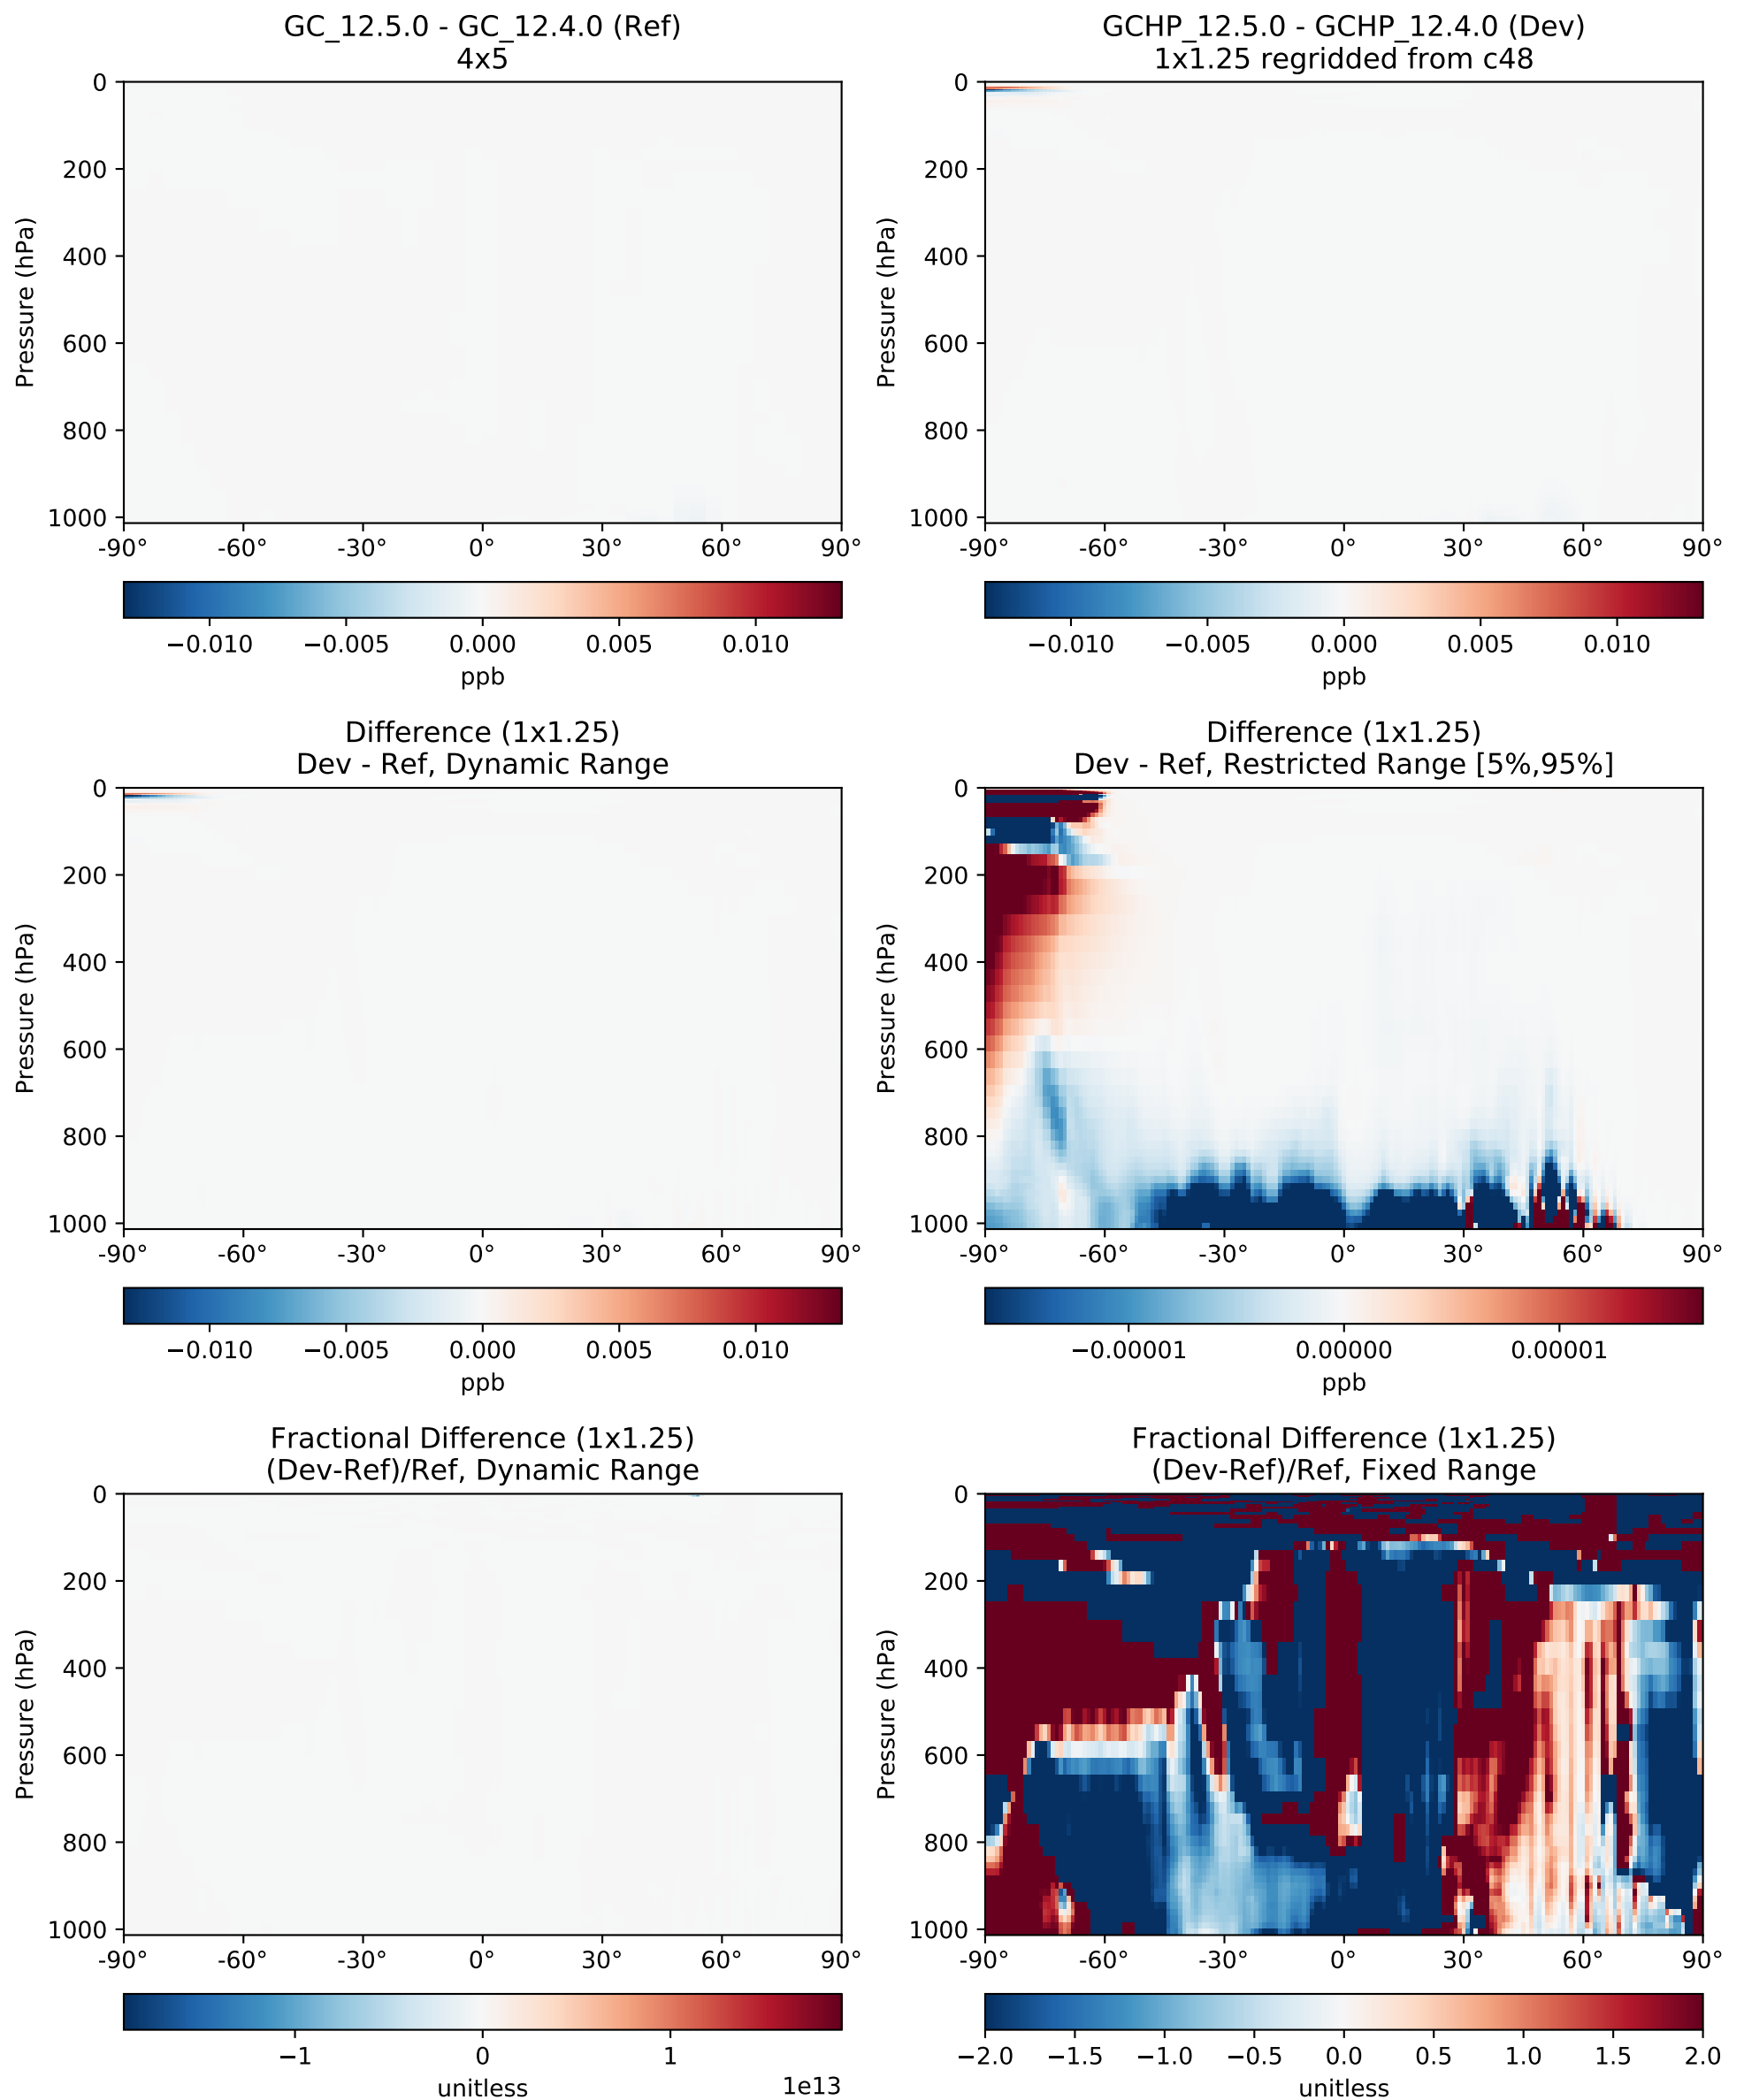 GC_12.5.0 - GC_12.4.0 (Ref)
4x5
0
200
400
600
800
1000
Pressure (hPa)
-90° -60° -30° 0° 30° 60° 90°
−0.010 −0.005 0.000 0.005 0.010
ppb
GCHP_12.5.0 - GCHP_12.4.0 (Dev)
1x1.25 regridded from c48
0
200
400
600
800
1000
Pressure (hPa)
-90° -60° -30° 0° 30° 60° 90°
−0.010 −0.005 0.000 0.005 0.010
ppb
Difference (1x1.25)
Dev - Ref, Dynamic Range
0
200
400
600
800
1000
Pressure (hPa)
-90° -60° -30° 0° 30° 60° 90°
−0.010 −0.005 0.000 0.005 0.010
ppb
Difference (1x1.25)
Dev - Ref, Restricted Range [5%,95%]
0
200
400
600
800
1000
Pressure (hPa)
-90° -60° -30° 0° 30° 60° 90°
−0.00001 0.00000 0.00001
ppb
Fractional Difference (1x1.25)
(Dev-Ref)/Ref, Dynamic Range
0
200
400
600
800
1000
Pressure (hPa)
-90° -60° -30° 0° 30° 60° 90°
−1 0 1
unitless 1e13
Fractional Difference (1x1.25)
(Dev-Ref)/Ref, Fixed Range
0
200
400
600
800
1000
Pressure (hPa)
-90° -60° -30° 0° 30° 60° 90°
−2.0 −1.5 −1.0 −0.5 0.0 0.5 1.0 1.5 2.0
unitless